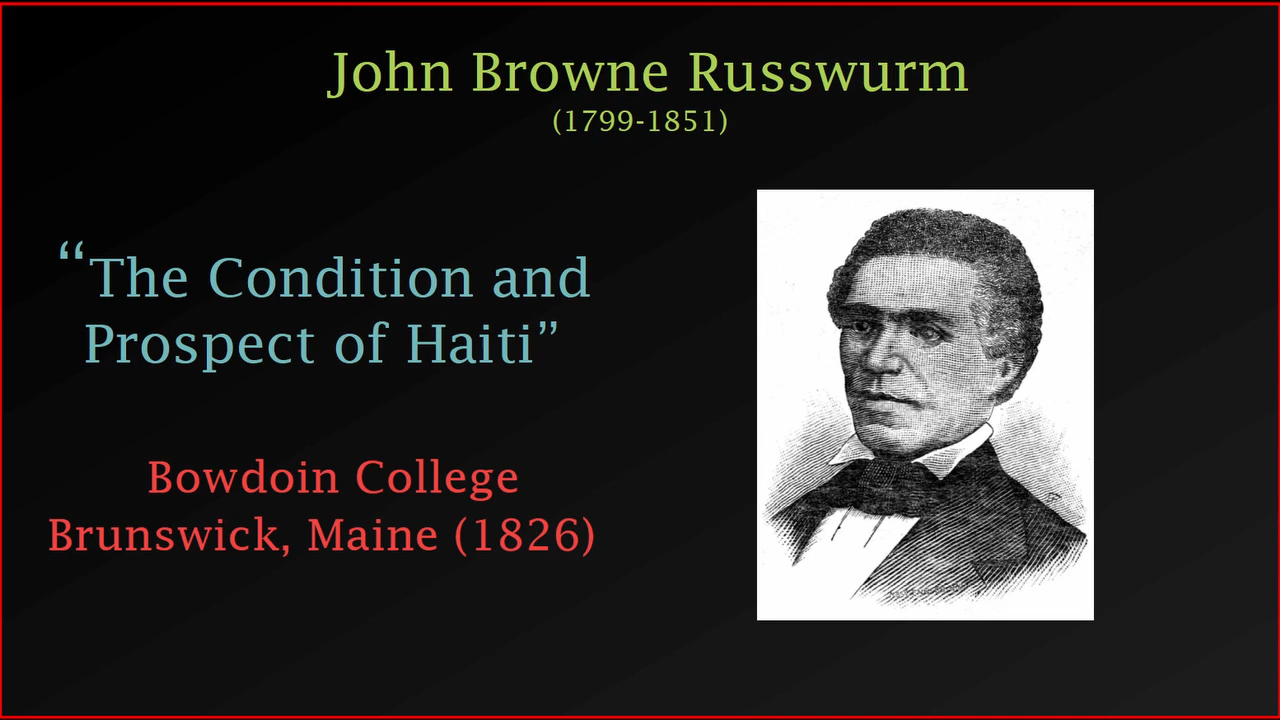 John Browne Russwurm
(1799-1851)
“The Condition and
Prospect of Haiti”
Bowdoin College
Brunswick, Maine (1826)